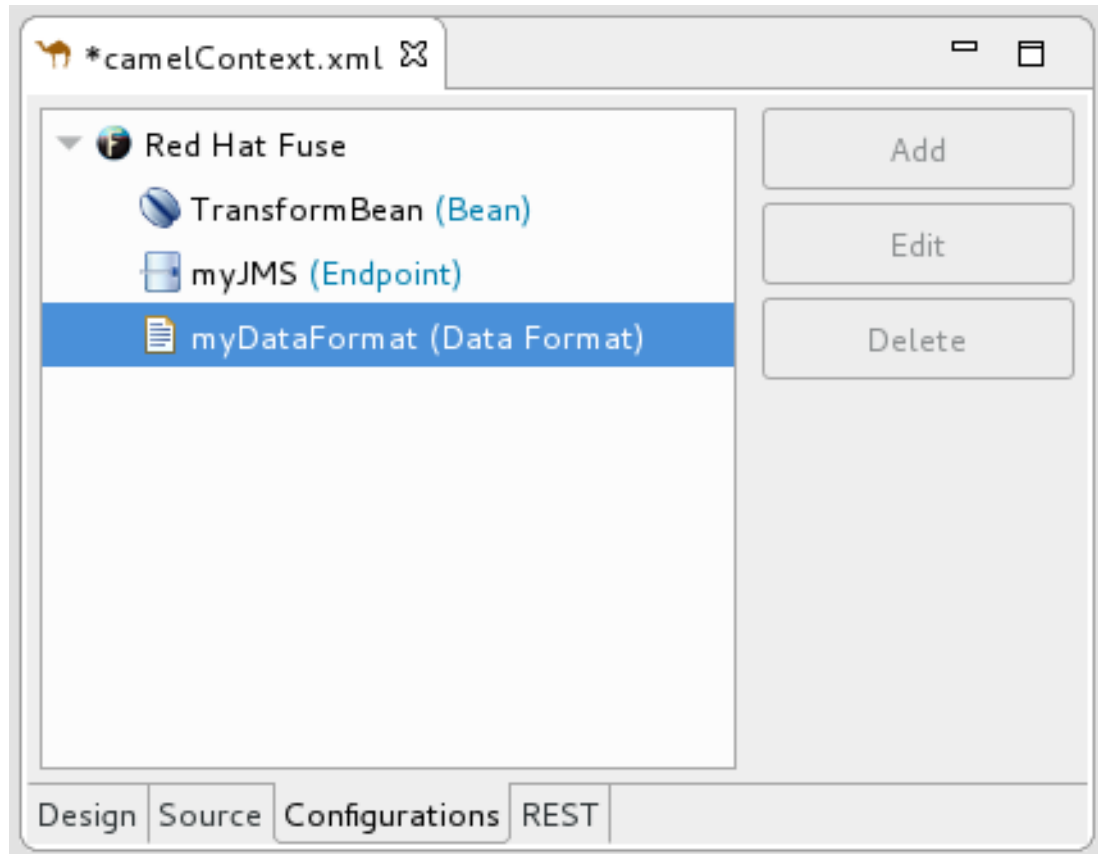 *camelContext.xml
Red Hat Fuse
Add
TransformBean (Bean)
Edit
myJMS (Endpoint)
myDataFormat (Data Format)
Delete
Design Source Configurations REST